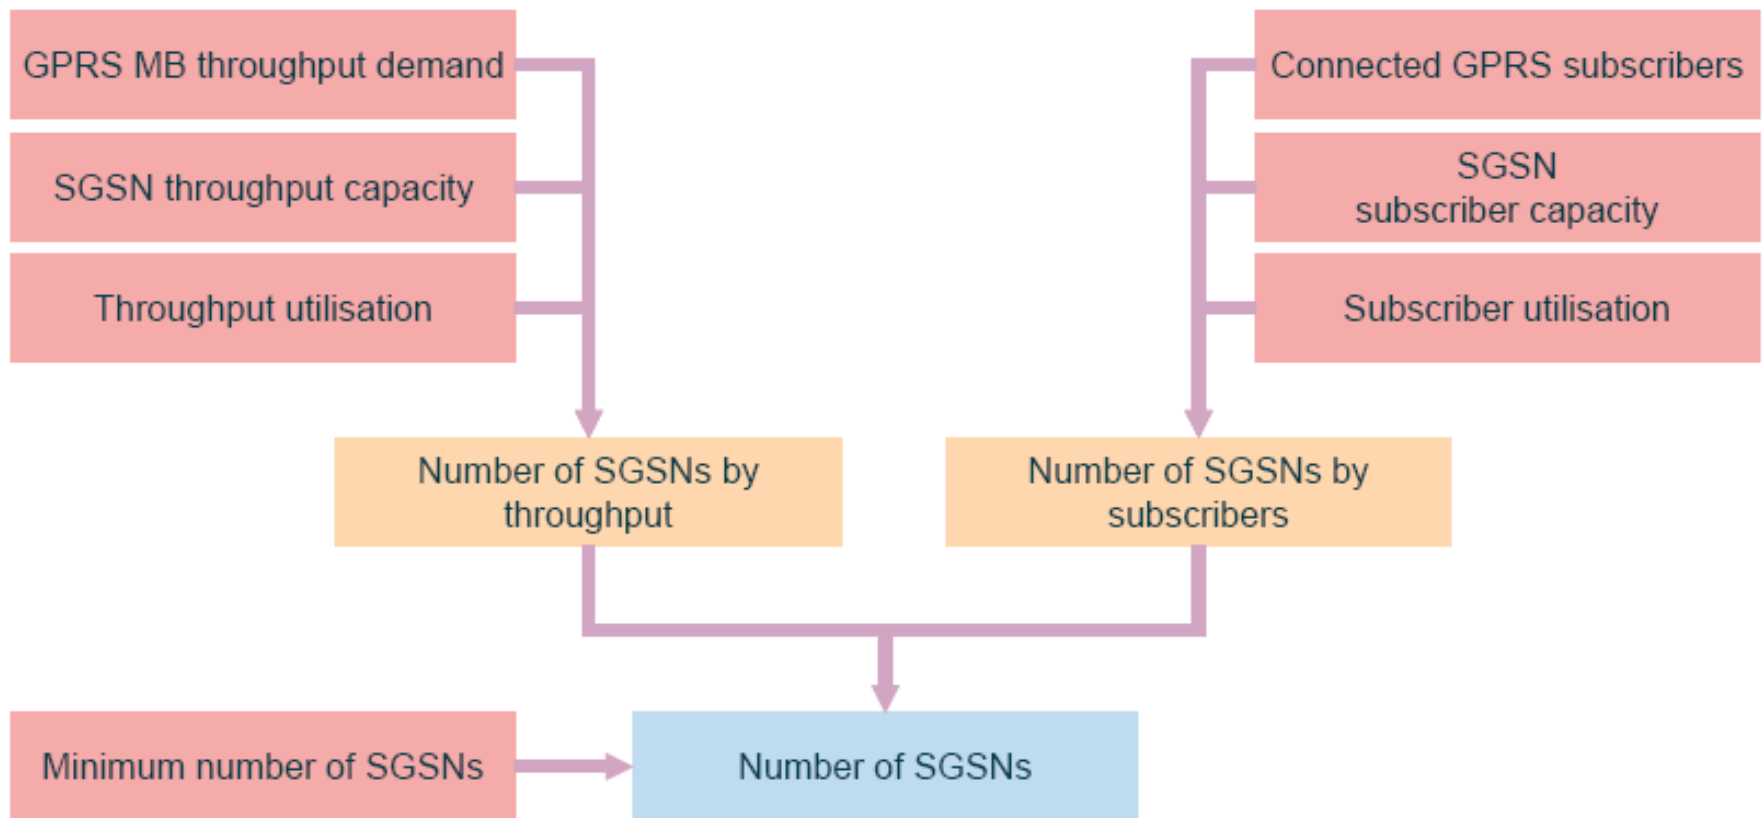 GPRS MB throughput demand
Connected GPRS subscribers
SGSN throughput capacity
SGSN
subscriber capacity
Throughput utilisation
Subscriber utilisation
Number of SGSNs by
throughput
Number of SGSNs by
subscribers
Minimum number of SGSNs
Number of SGSNs